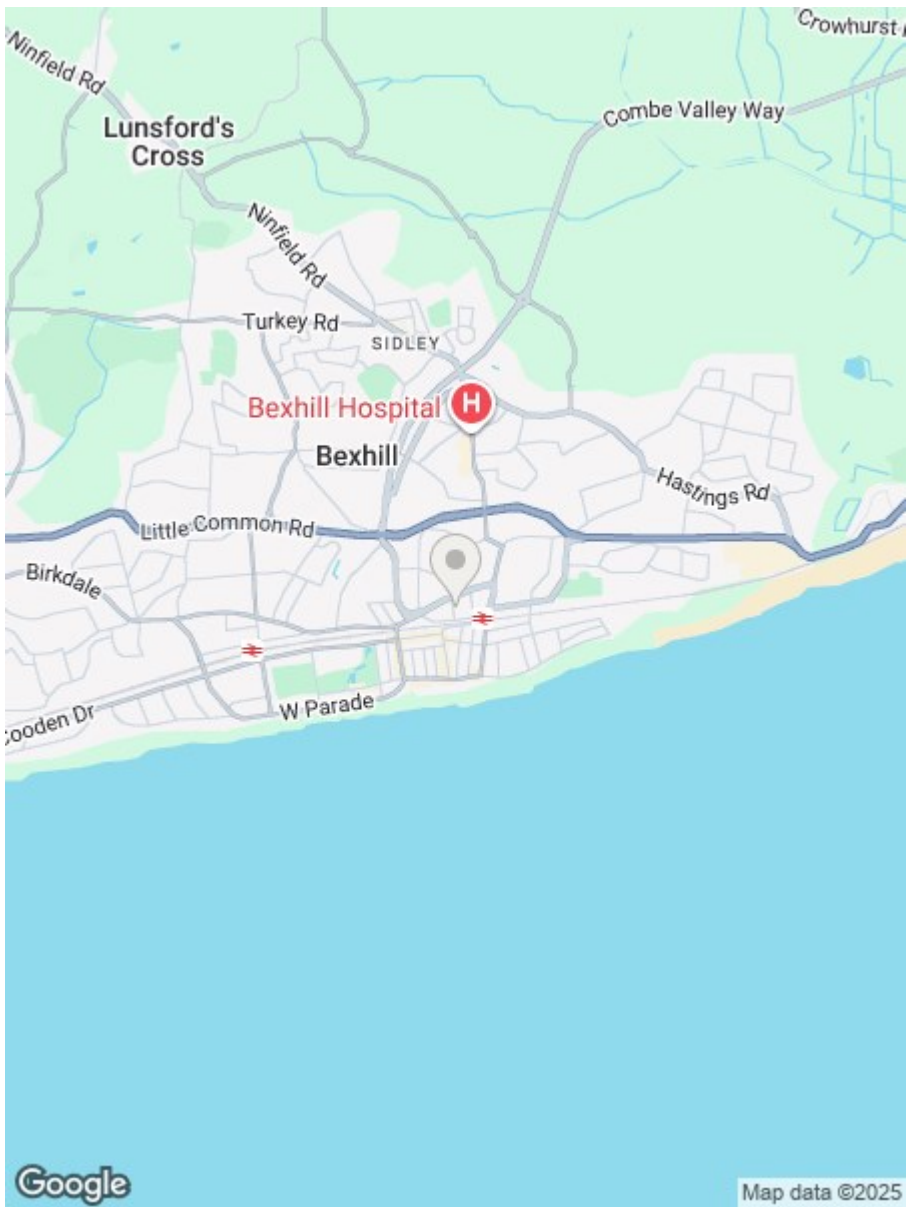 Crowhurst
Ninfield Rd
Combe Valley Way
Lunsford's
Cross
Ninfield Rd
Turkey Rd
SIDLEY
Bexhill Hospital
H
Bexhill
Hastings Rd
Little Common Rd
Birkdale
W Parade
Cooden Dr
Google
Map data ©2025